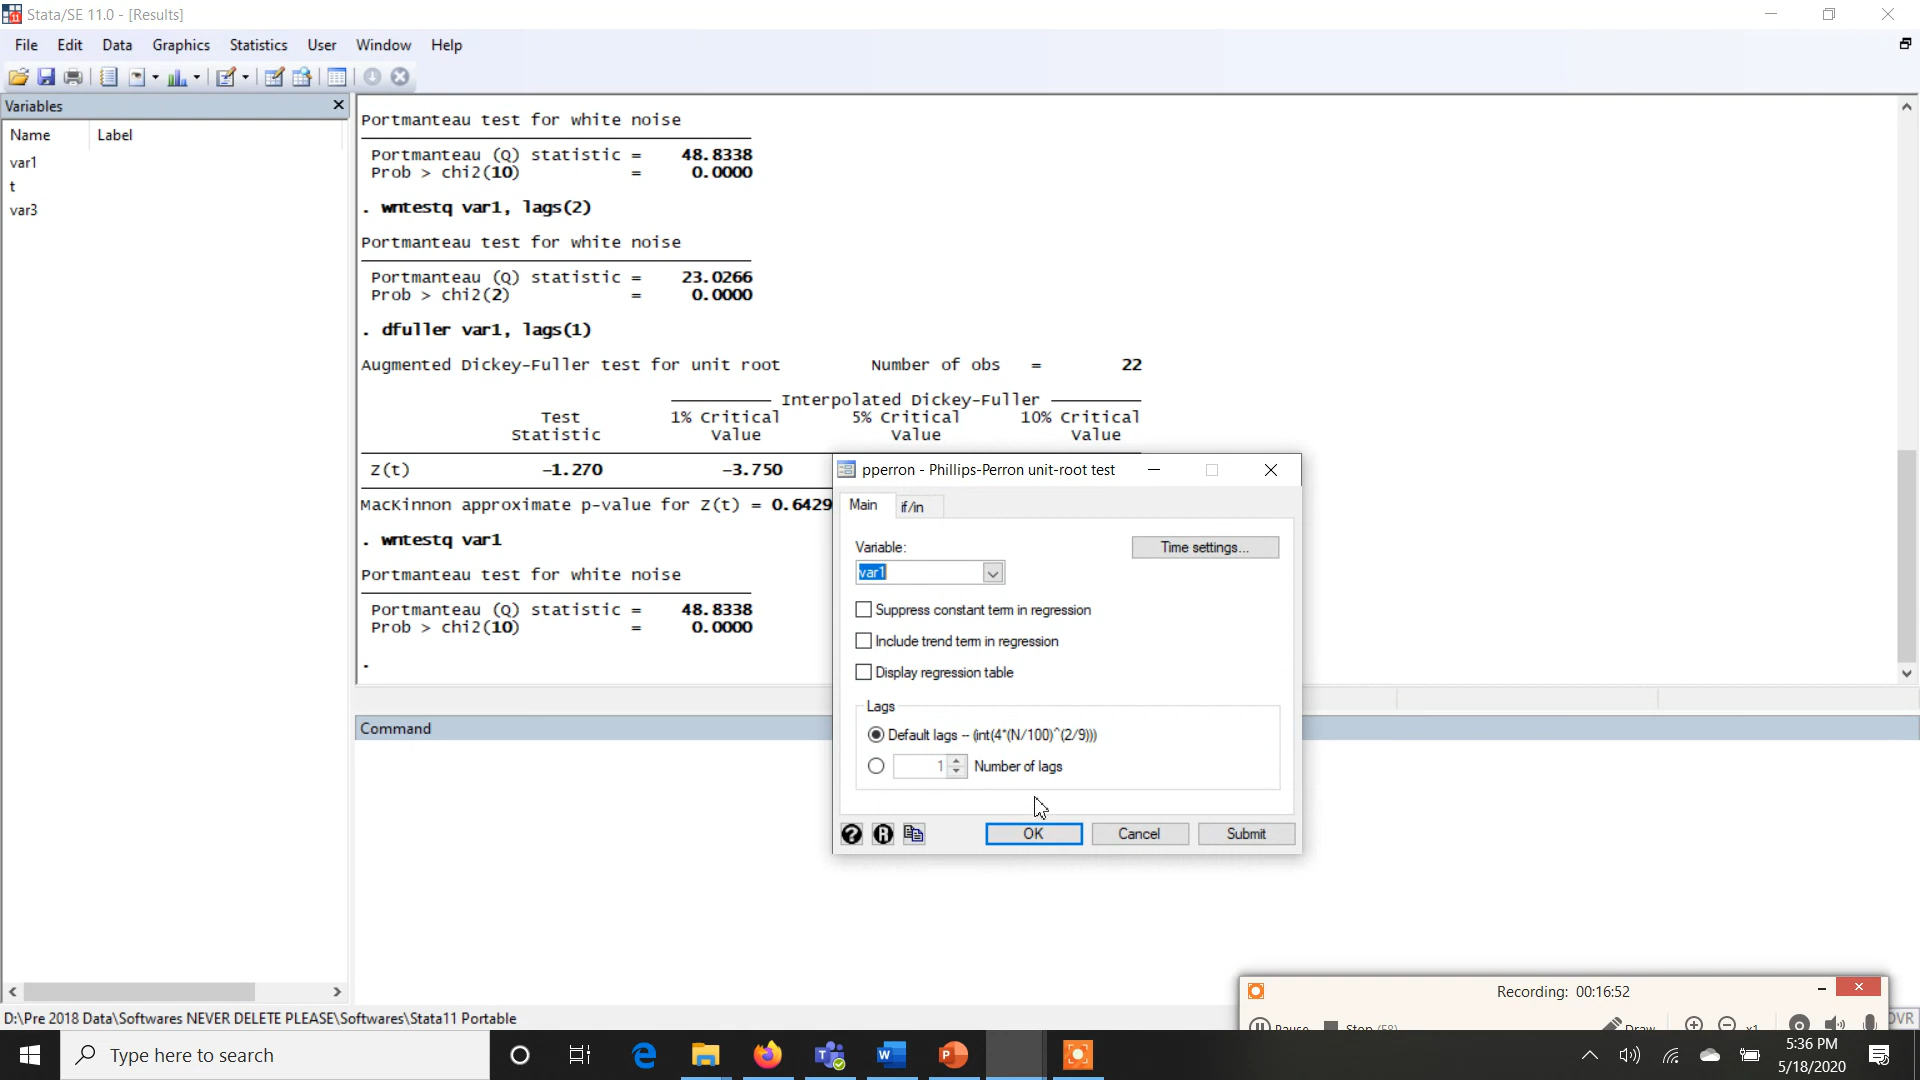 Stata/SE 11.0 - [Results]
File Edit Data Graphics Statistics User Window Help
Variables
Name Label
var1
t
var3
Portmanteau test for white noise
Portmanteau (Q) statistic = 48.8338
Prob > chi2(10) = 0.0000
. wntestq var1, lags(2)
Portmanteau test for white noise
Portmanteau (Q) statistic = 23.0266
Prob > chi2(2) = 0.0000
. dfuller var1, lags(1)
Augmented Dickey-Fuller test for unit root Number of obs = 22
Interpolated Dickey-Fuller
Test 1% Critical 5% Critical 10% Critical
Statistic Value Value Value
Z(t) -1.270 -3.750
MacKinnon approximate p-value for Z(t) = 0.6429
. wntestq var1
Portmanteau test for white noise
Portmanteau (Q) statistic = 48.8338
Prob > chi2(10) = 0.0000
.
pperron - Phillips-Perron unit-root test
Main if/in
Variable: Time settings...
var1
Suppress constant term in regression
Include trend term in regression
Display regression table
Lags
Default lags -- (int(4*(N/100)^(2/9)))
1 Number of lags
OK Cancel Submit
Command
Recording: 00:16:52
Pause Stop (F8) Draw x1
D:\Pre 2018 Data\Softwares NEVER DELETE PLEASE\Softwares\Stata11 Portable
OVR
Type here to search
5:36 PM
5/18/2020